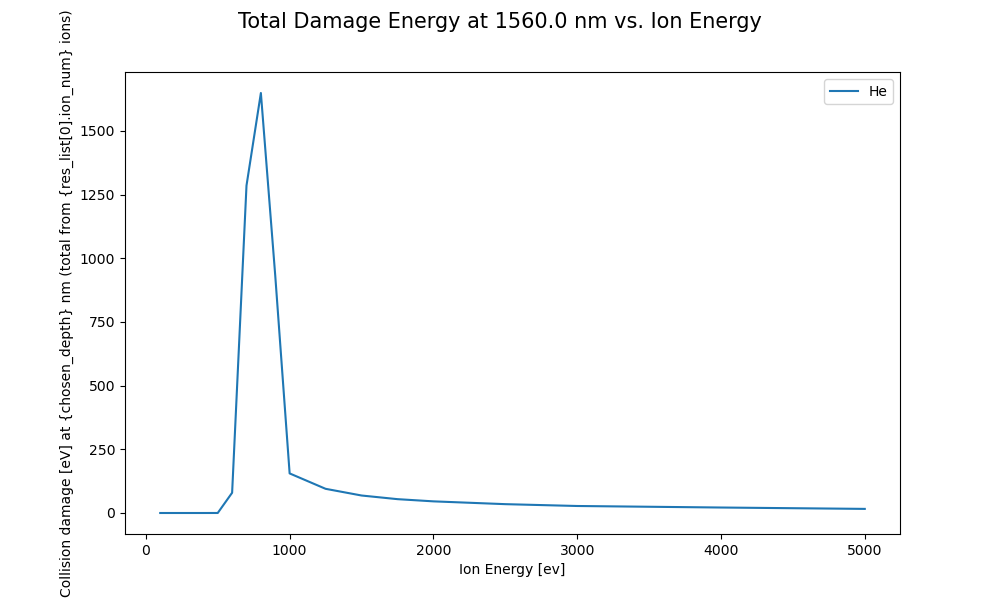 Total Damage Energy at 1560.0 nm vs. Ion Energy
Collision damage [eV] at {chosen_depth} nm (total from {res_list[0].ion_num} ions)
He
1500
1250
1000
750
500
250
0
0 1000 2000 3000 4000 5000
Ion Energy [ev]